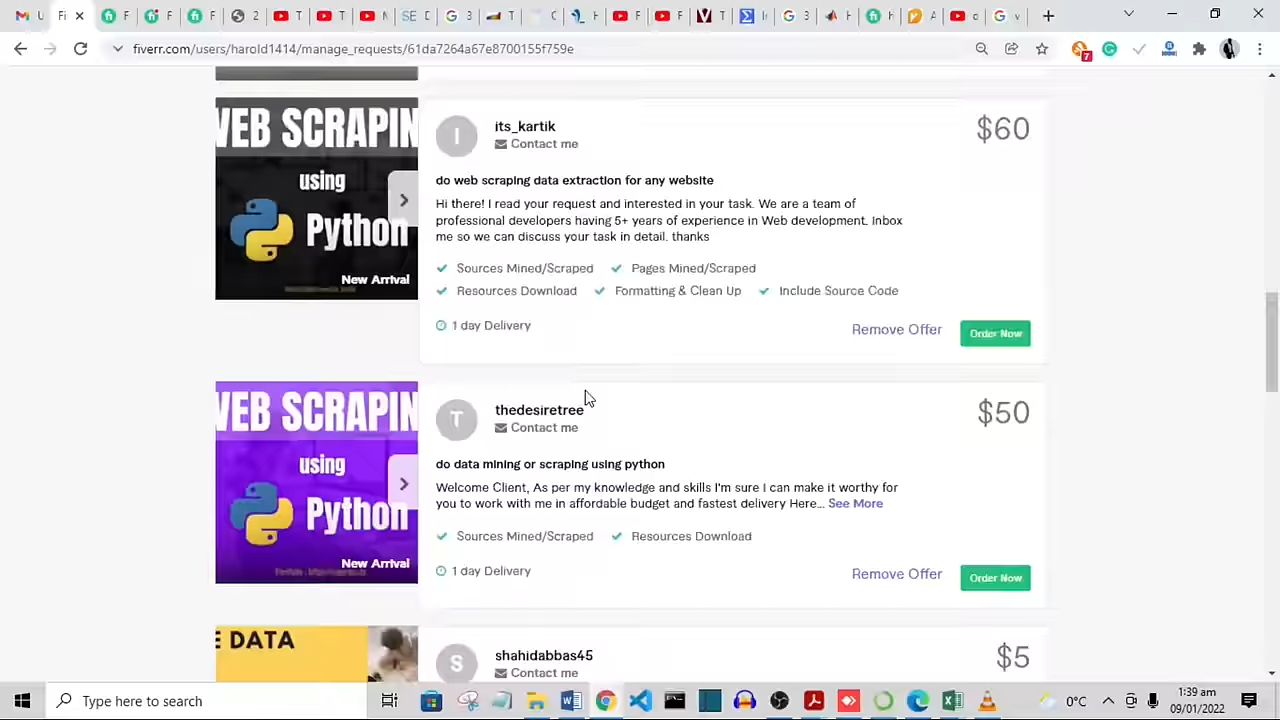 Fi
2
T
T
SE
3
T
F
F
V
T
3
h
A
d
v
fiverr.com/users/harold1414/manage_requests/61da7264a67e8700155f759e
7
WEB SCRAPIN
using
Python
New Arrival
I
its_kartik
Contact me
$60
do web scraping data extraction for any website
Hi there! I read your request and interested in your task. We are a team of
professional developers having 5+ years of experience in Web development. Inbox
me so we can discuss your task in detail. thanks
Sources Mined/Scraped
Pages Mined/Scraped
Resources Download
Formatting & Clean Up
Include Source Code
1 day Delivery
Remove Offer
Order Now
WEB SCRAPIN
using
Python
New Arrival
T
thedesiretree
Contact me
$50
do data mining or scraping using python
Welcome Client, As per my knowledge and skills I'm sure I can make it worthy for
you to work with me in affordable budget and fastest delivery Here... See More
Sources Mined/Scraped
Resources Download
1 day Delivery
Remove Offer
Order Now
E DATA
S
shahidabbas45
Contact me
$5
Type here to search
0°C
1:39 am
09/01/2022